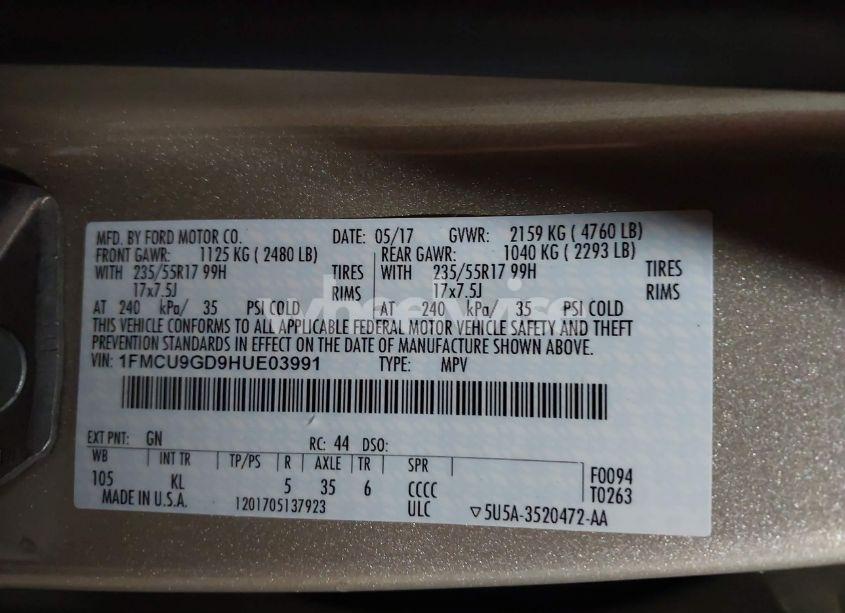 MFD. BY FORD MOTOR CO. DATE: 05/17 GVWR: 2159 KG ( 4760 LB)
FRONT GAWR: 1125 KG ( 2480 LB) REAR GAWR: 1040 KG ( 2293 LB)
WITH 235/55R17 99H TIRES WITH 235/55R17 99H TIRES
17x7.5J RIMS 17x7.5J RIMS
AT 240 kPa/ 35 PSI COLD AT 240 kPa/ 35 PSI COLD
THIS VEHICLE CONFORMS TO ALL APPLICABLE FEDERAL MOTOR VEHICLE SAFETY AND THEFT
PREVENTION STANDARDS IN EFFECT ON THE DATE OF MANUFACTURE SHOWN ABOVE.
VIN: 1FMCU9GD9HUE03991 TYPE: MPV
EXT PNT: GN RC: 44 DSO:
WB INT TR TP/PS R AXLE TR SPR F0094
105 KL 5 35 6 CCCC T0263
MADE IN U.S.A. 1201705137923 ULC ▽5U5A-3520472-AA